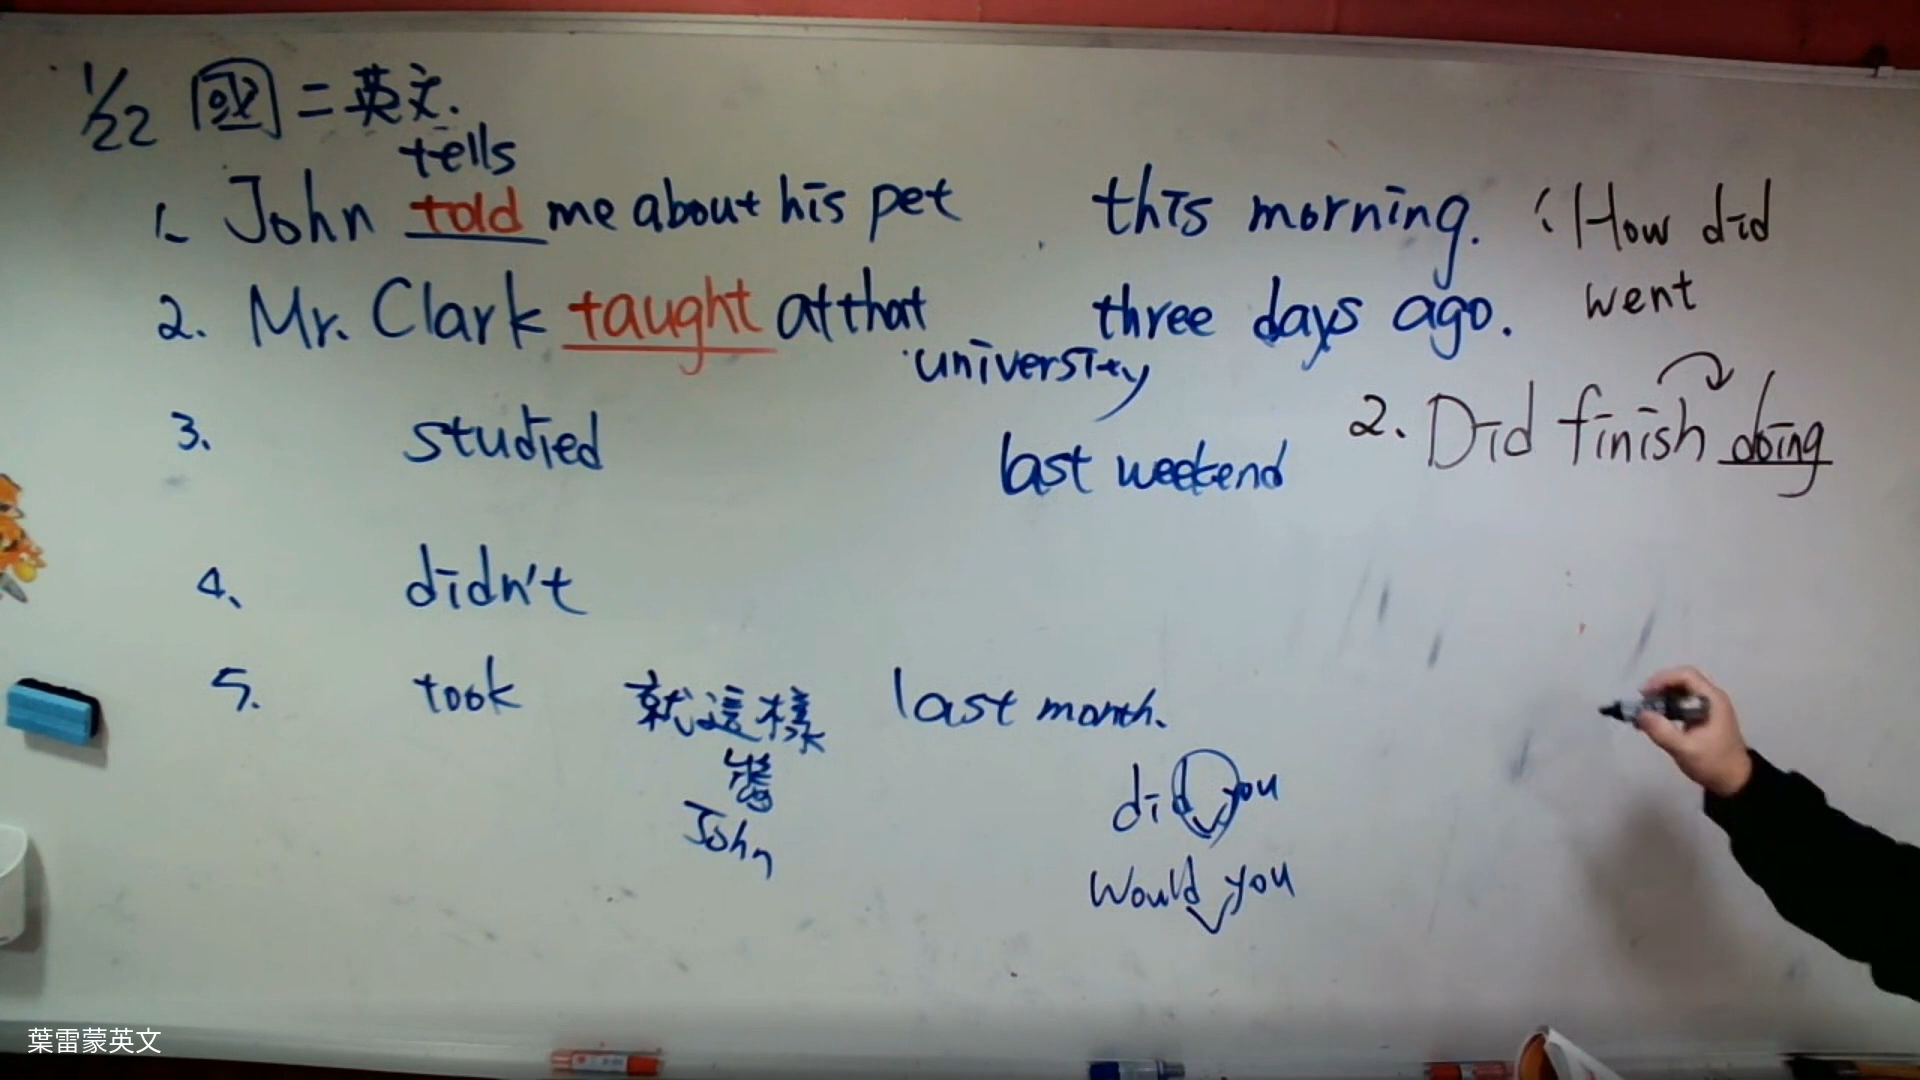 1/22 國二英文.
tells
1. John told me about his pet this morning.
2. Mr. Clark taught at that three days ago.
university
3. studied last weekend
4. didn't
5. took 就這樣 last month.
John
did you
Would you
1. How did
went
2. Did finish doing
葉雷蒙英文